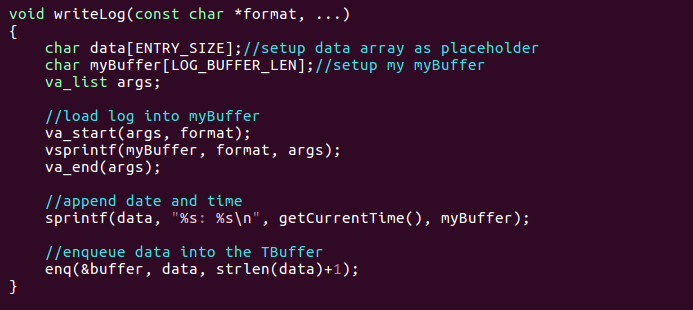 void writeLog(const char *format, ...)
{
    char data[ENTRY_SIZE];//setup data array as placeholder
    char myBuffer[LOG_BUFFER_LEN];//setup my myBuffer
    va_list args;

    //load log into myBuffer
    va_start(args, format);
    vsprintf(myBuffer, format, args);
    va_end(args);

    //append date and time
    sprintf(data, "%s: %s\n", getCurrentTime(), myBuffer);

    //enqueue data into the TBuffer
    enq(&buffer, data, strlen(data)+1);
}